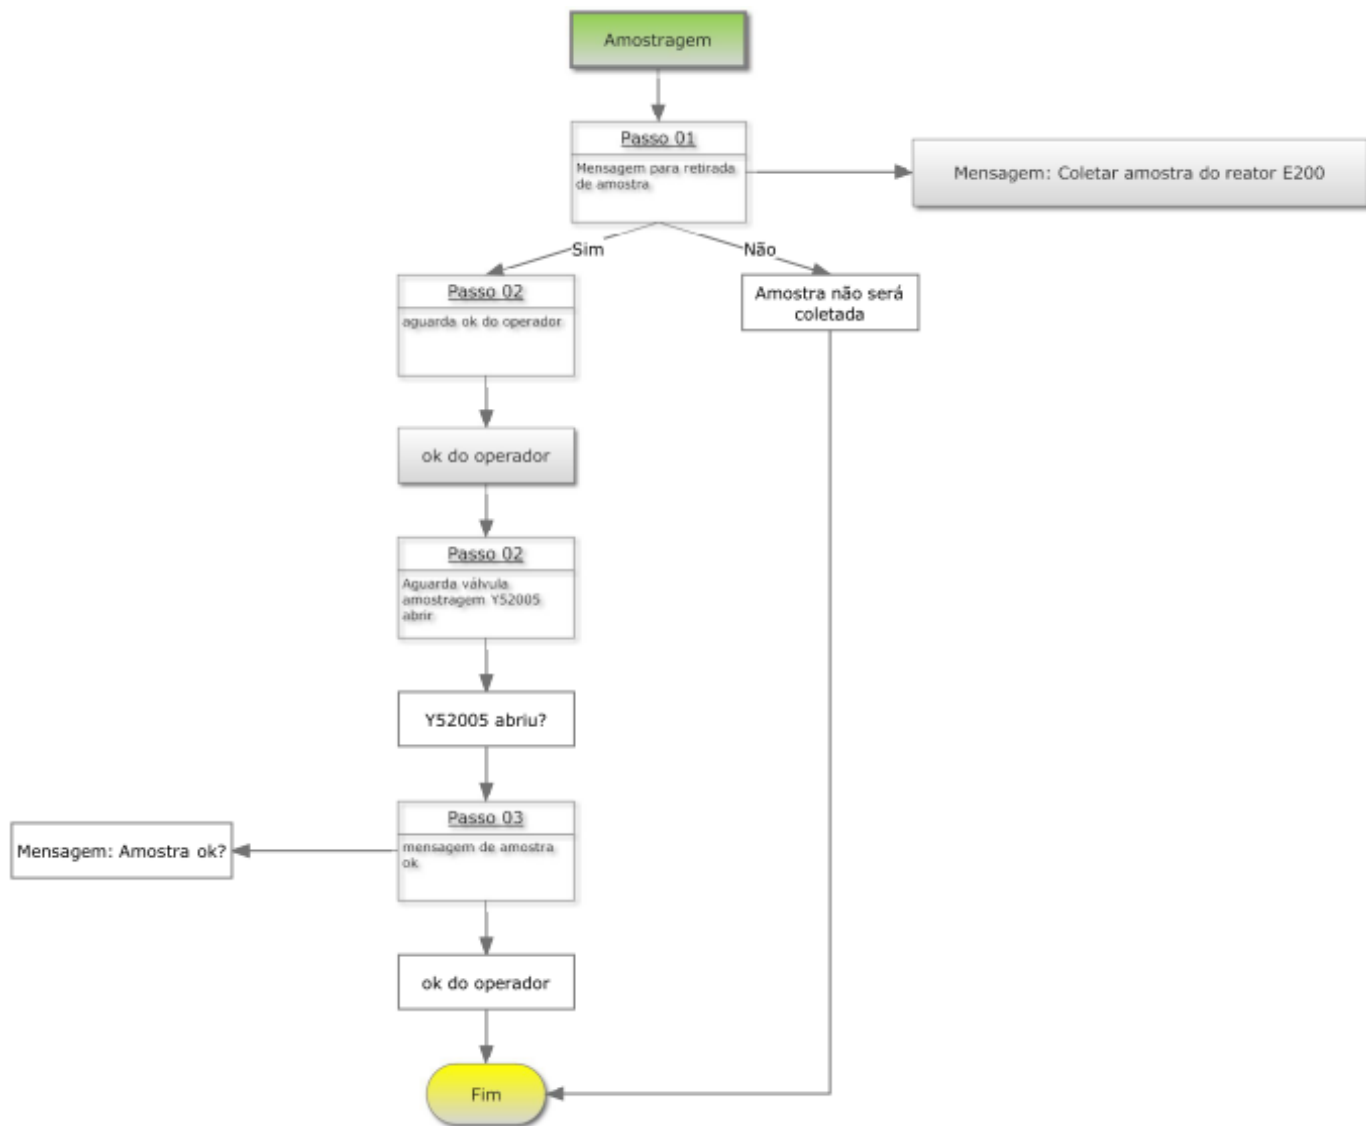 Amostragem
Passo 01
Mensagem para retirada
de amostra
Mensagem: Coletar amostra do reator E200
Sim
Não
Passo 02
aguarda ok do operador
Amostra não será
coletada
ok do operador
Passo 02
Aguarda válvula
amostragem Y52005
abrir
Y52005 abriu?
Passo 03
mensagem de amostra
ok
Mensagem: Amostra ok?
ok do operador
Fim